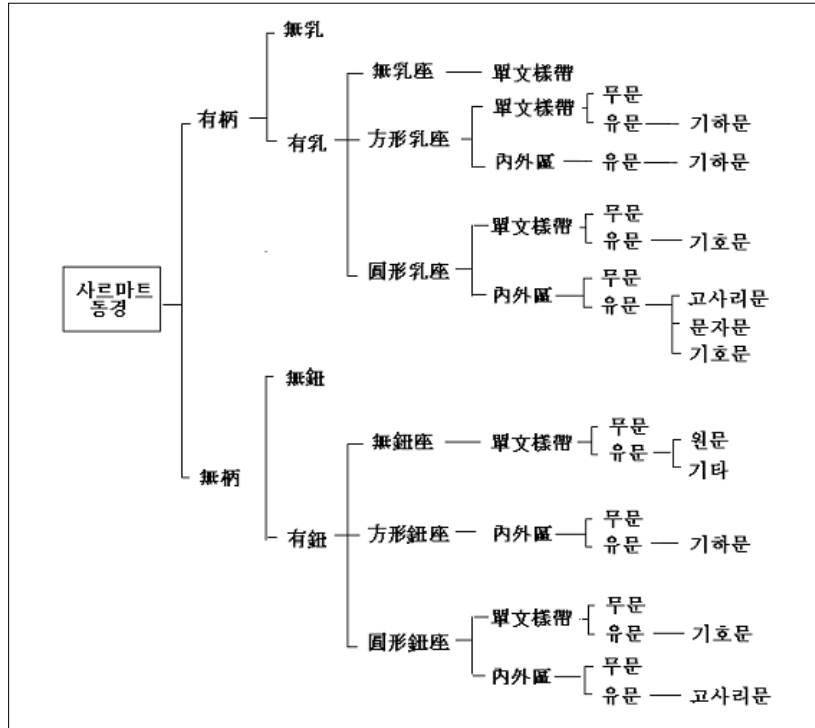 無乳
無乳座 單文樣帶
무문
有柄
單文樣帶
有乳
方形乳座
유문 기하문
內外區 유문 기하문
무문
單文樣帶
유문 기호문
圓形乳座
무문
사르마트
동경
內外區
유문
고사리문
문자문
기호문
無鈕
무문
無鈕座 單文樣帶
원문
유문
기타
無柄
무문
有鈕
方形鈕座 內外區
유문 기하문
무문
單文樣帶
유문 기호문
圓形鈕座
무문
內外區
유문 고사리문